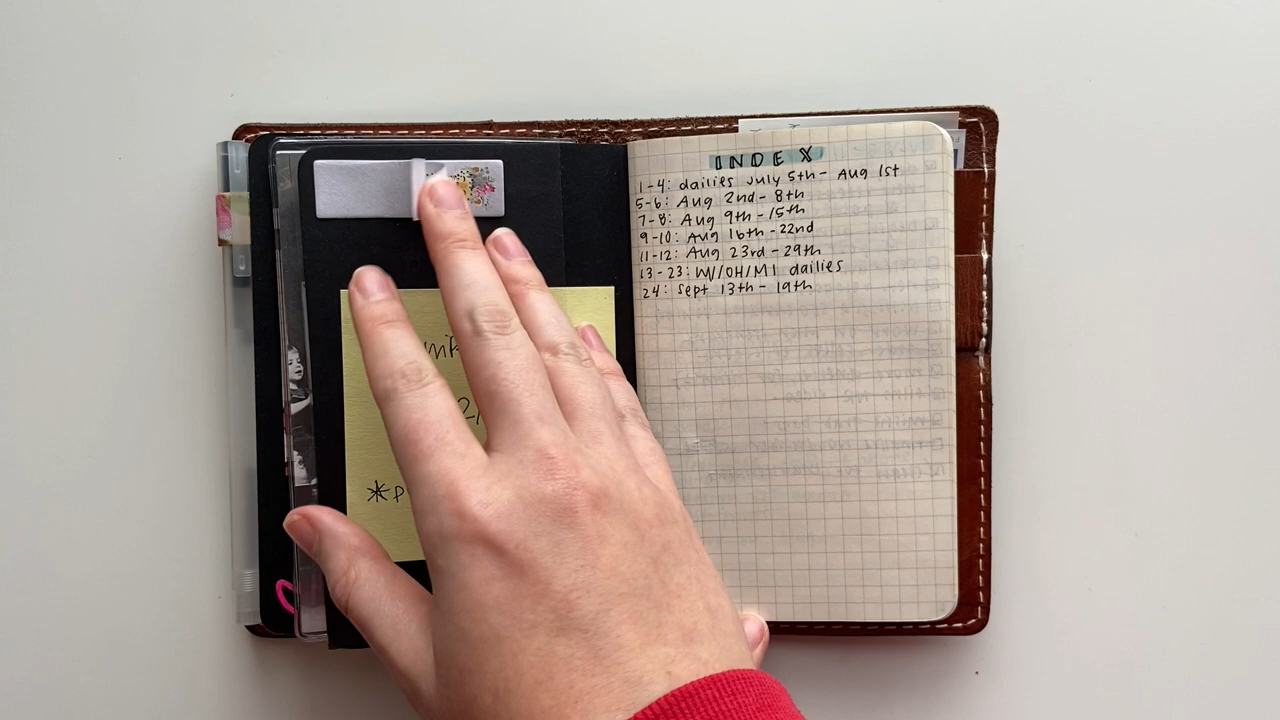 INDEX
1-4: dailies July 5th - Aug 1st
5-6: Aug 2nd - 8th
7-8: Aug 9th - 15th
9-10: Aug 16th - 22nd
11-12: Aug 23rd - 29th
13-23: WV/OH/MI dailies
24: Sept 13th - 19th